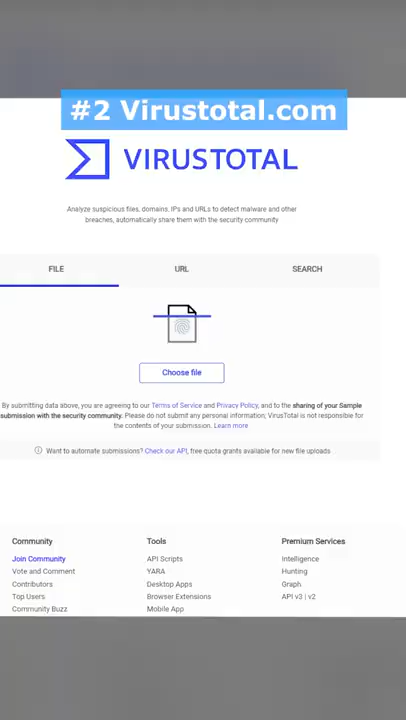 #2 Virustotal.com
VIRUSTOTAL
Analyze suspicious files, domains, IPs and URLs to detect malware and other
breaches, automatically share them with the security community
FILE URL SEARCH
Choose file
By submitting data above, you are agreeing to our Terms of Service and Privacy Policy, and to the sharing of your Sample
submission with the security community. Please do not submit any personal information; VirusTotal is not responsible for
the contents of your submission. Learn more
Want to automate submissions? Check our API, free quota grants available for new file uploads
Community Tools Premium Services
Join Community API Scripts Intelligence
Vote and Comment YARA Hunting
Contributors Desktop Apps Graph
Top Users Browser Extensions API v3 | v2
Community Buzz Mobile App